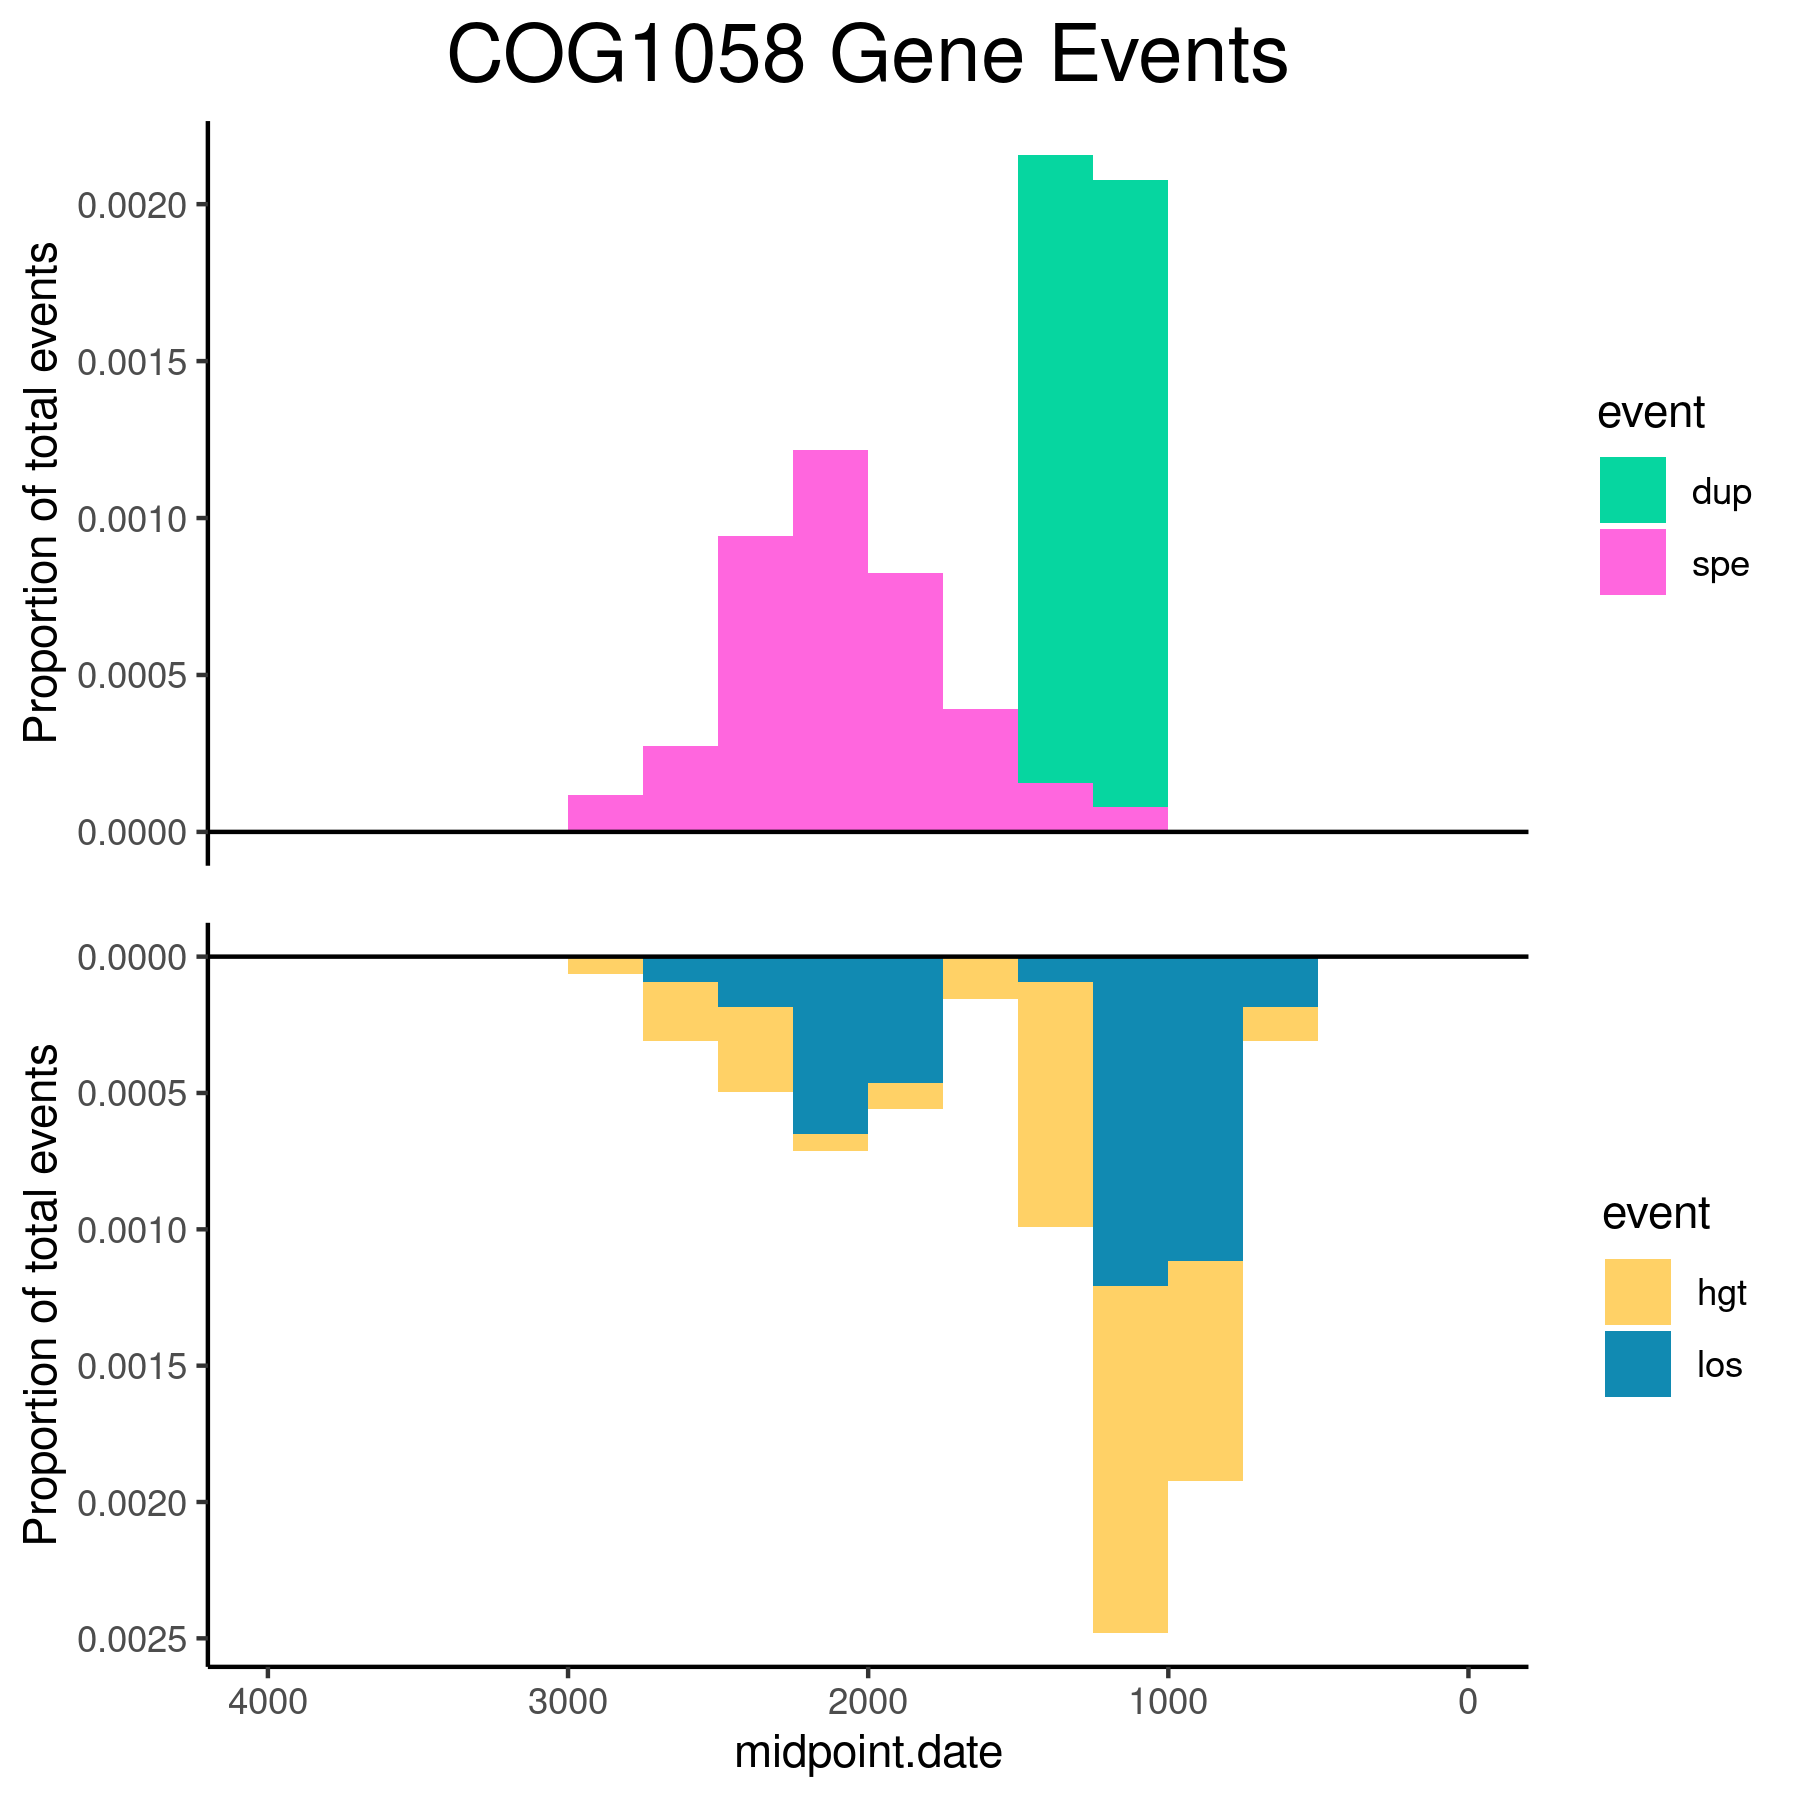 COG1058 Gene Events
Proportion of total events
0.0020
0.0015
0.0010
0.0005
0.0000
event
dup
spe
Proportion of total events
0.0000
0.0005
0.0010
0.0015
0.0020
0.0025
event
hgt
los
4000 3000 2000 1000 0
midpoint.date